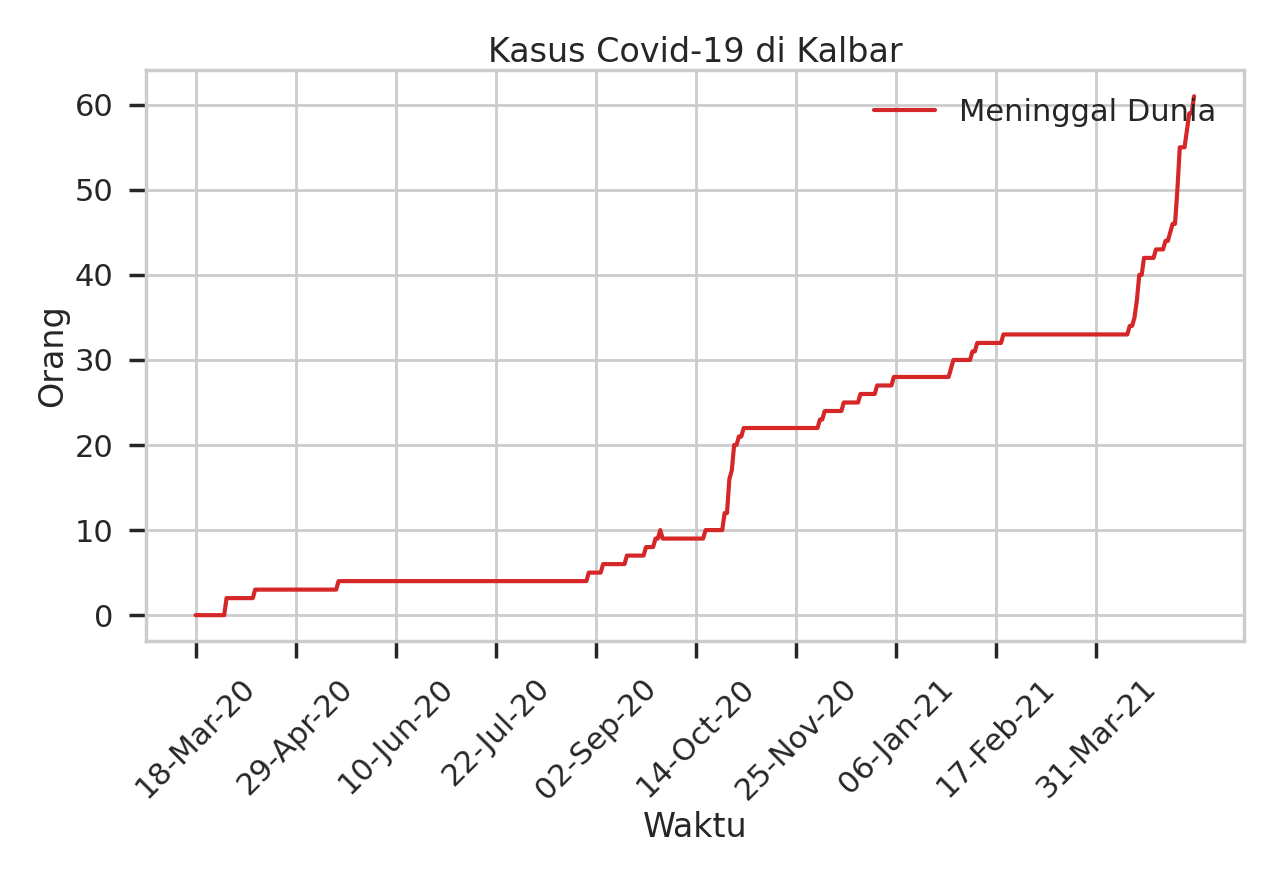 Kasus Covid-19 di Kalbar
Meninggal Dunia
60
50
40
30
20
10
0
Orang
18-Mar-20
29-Apr-20
10-Jun-20
22-Jul-20
02-Sep-20
14-Oct-20
25-Nov-20
06-Jan-21
17-Feb-21
31-Mar-21
Waktu